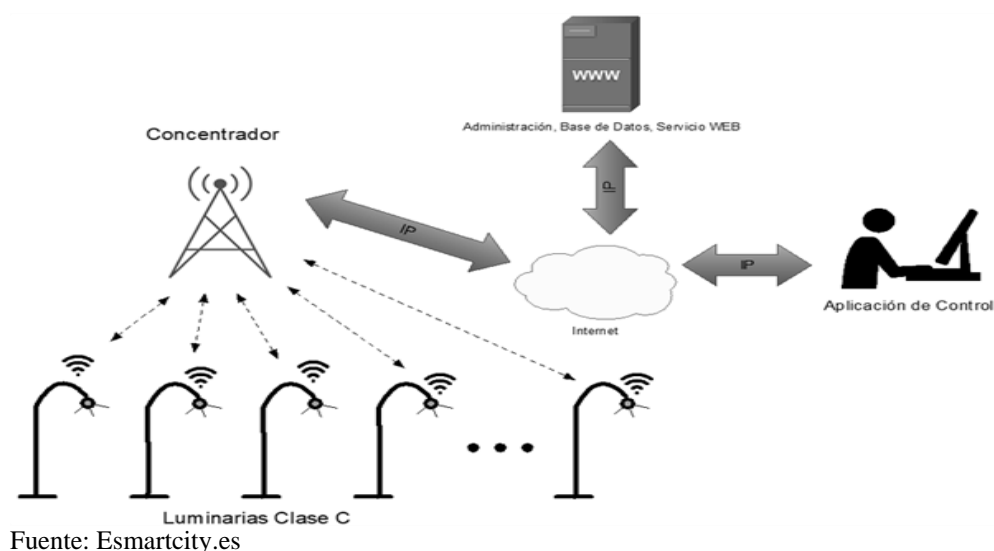 WWW
Administración, Base de Datos, Servicio WEB
Concentrador
IP
IP
IP
Internet
Aplicación de Control
Luminarias Clase C
Fuente: Esmartcity.es